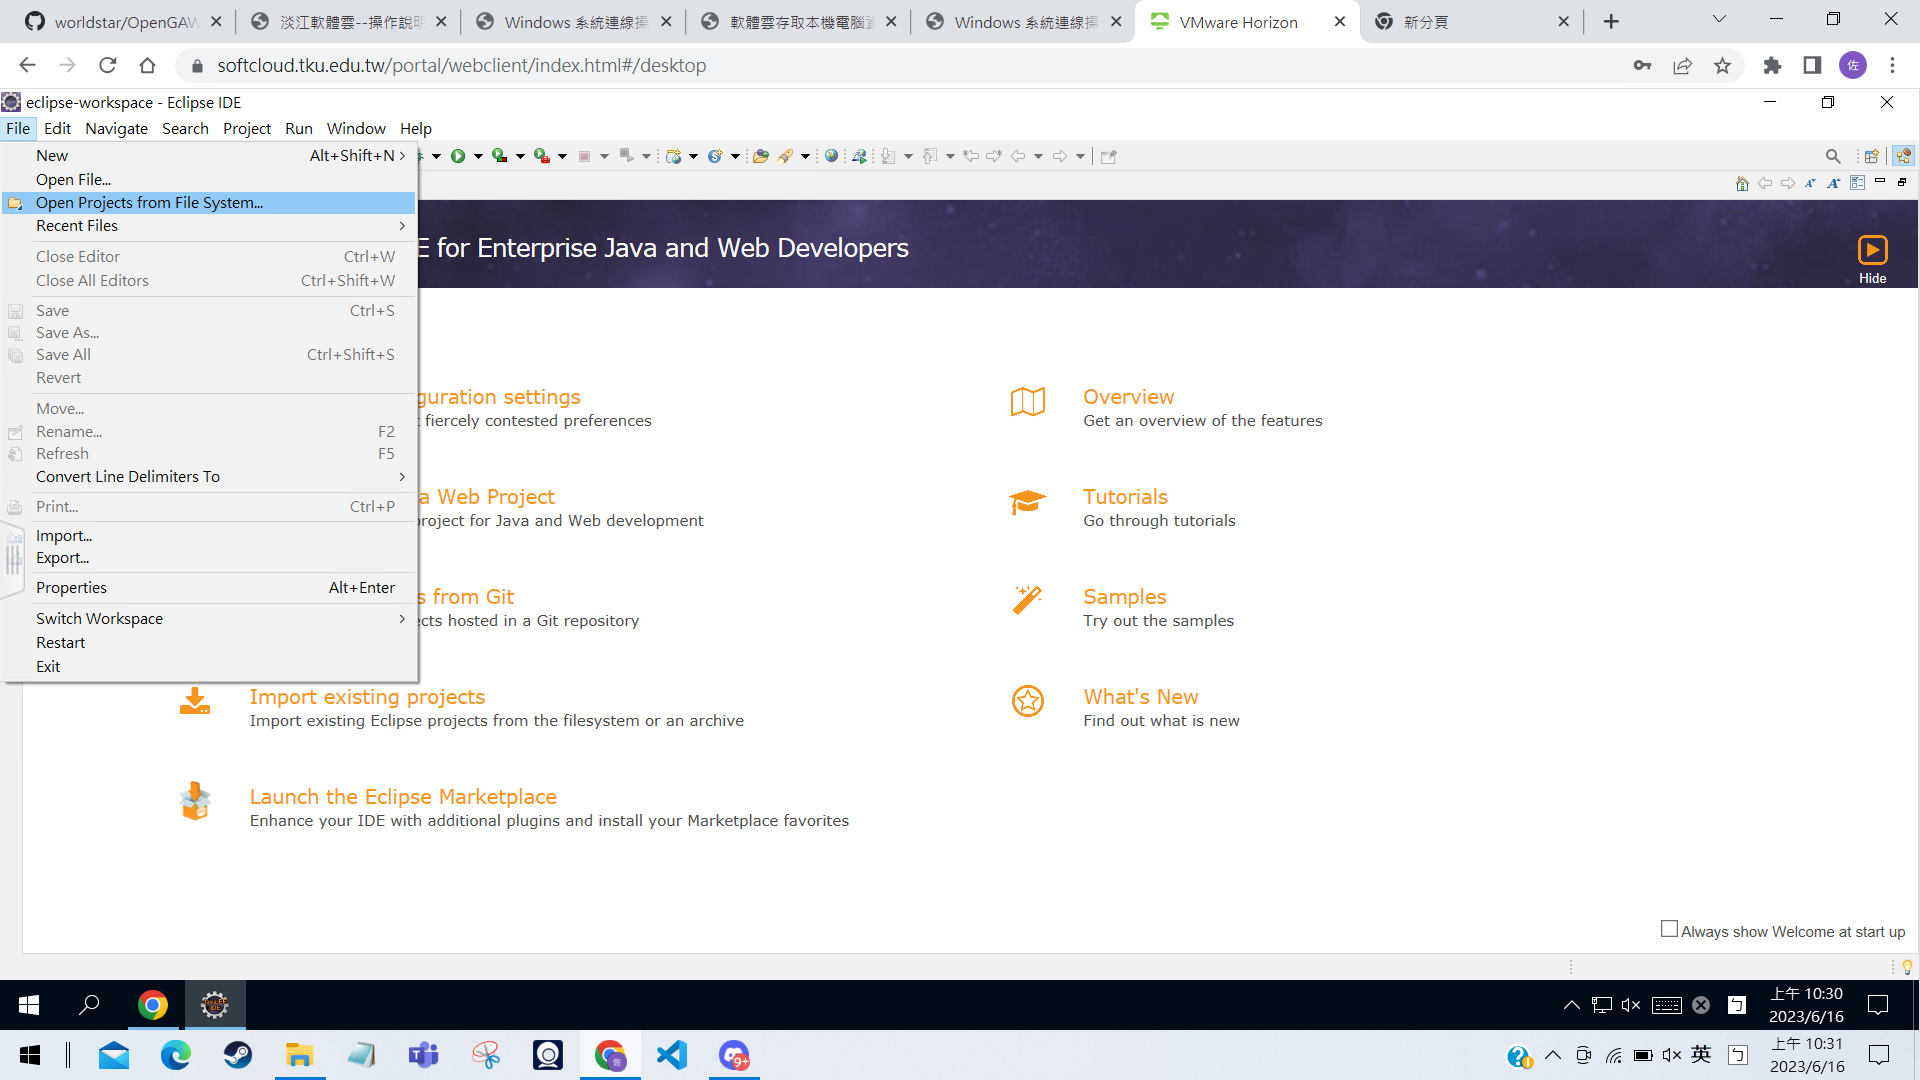 worldstar/OpenGAW
淡江軟體雲--操作說明
Windows 系統連線操
軟體雲存取本機電腦資
Windows 系統連線操
VMware Horizon
新分頁
softcloud.tku.edu.tw/portal/webclient/index.html#/desktop
佐
eclipse-workspace - Eclipse IDE
File Edit Navigate Search Project Run Window Help
New Alt+Shift+N
Open File...
Open Projects from File System...
Recent Files
Close Editor Ctrl+W
Close All Editors Ctrl+Shift+W
Save Ctrl+S
Save As...
Save All Ctrl+Shift+S
Revert
Move...
Rename... F2
Refresh F5
Convert Line Delimiters To
Print... Ctrl+P
Import...
Export...
Properties Alt+Enter
Switch Workspace
Restart
Exit
E for Enterprise Java and Web Developers
Hide
guration settings
fiercely contested preferences
a Web Project
project for Java and Web development
s from Git
ects hosted in a Git repository
Import existing projects
Import existing Eclipse projects from the filesystem or an archive
Launch the Eclipse Marketplace
Enhance your IDE with additional plugins and install your Marketplace favorites
Overview
Get an overview of the features
Tutorials
Go through tutorials
Samples
Try out the samples
What's New
Find out what is new
Always show Welcome at start up
上午 10:30
2023/6/16
9+
英
上午 10:31
2023/6/16